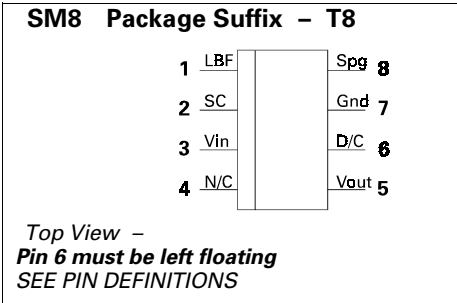 SM8 Package Suffix – T8
1 LBF Spg 8
2 SC Gnd 7
3 Vin D/C 6
4 N/C Vout 5
Top View –
Pin 6 must be left floating
SEE PIN DEFINITIONS